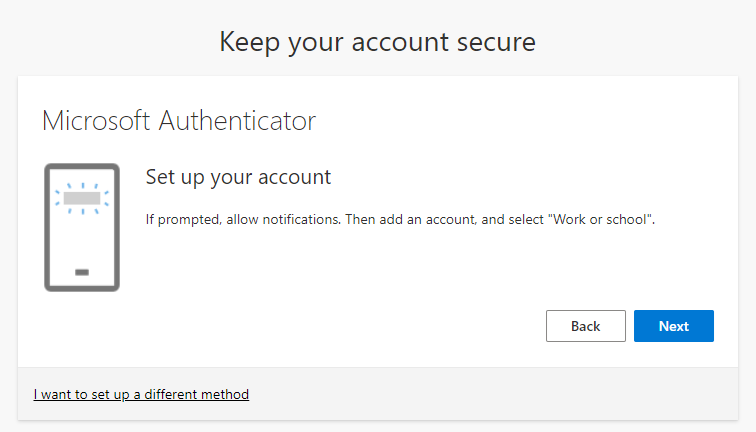 Keep your account secure
Microsoft Authenticator
Set up your account
If prompted, allow notifications. Then add an account, and select "Work or school".
Back
Next
I want to set up a different method